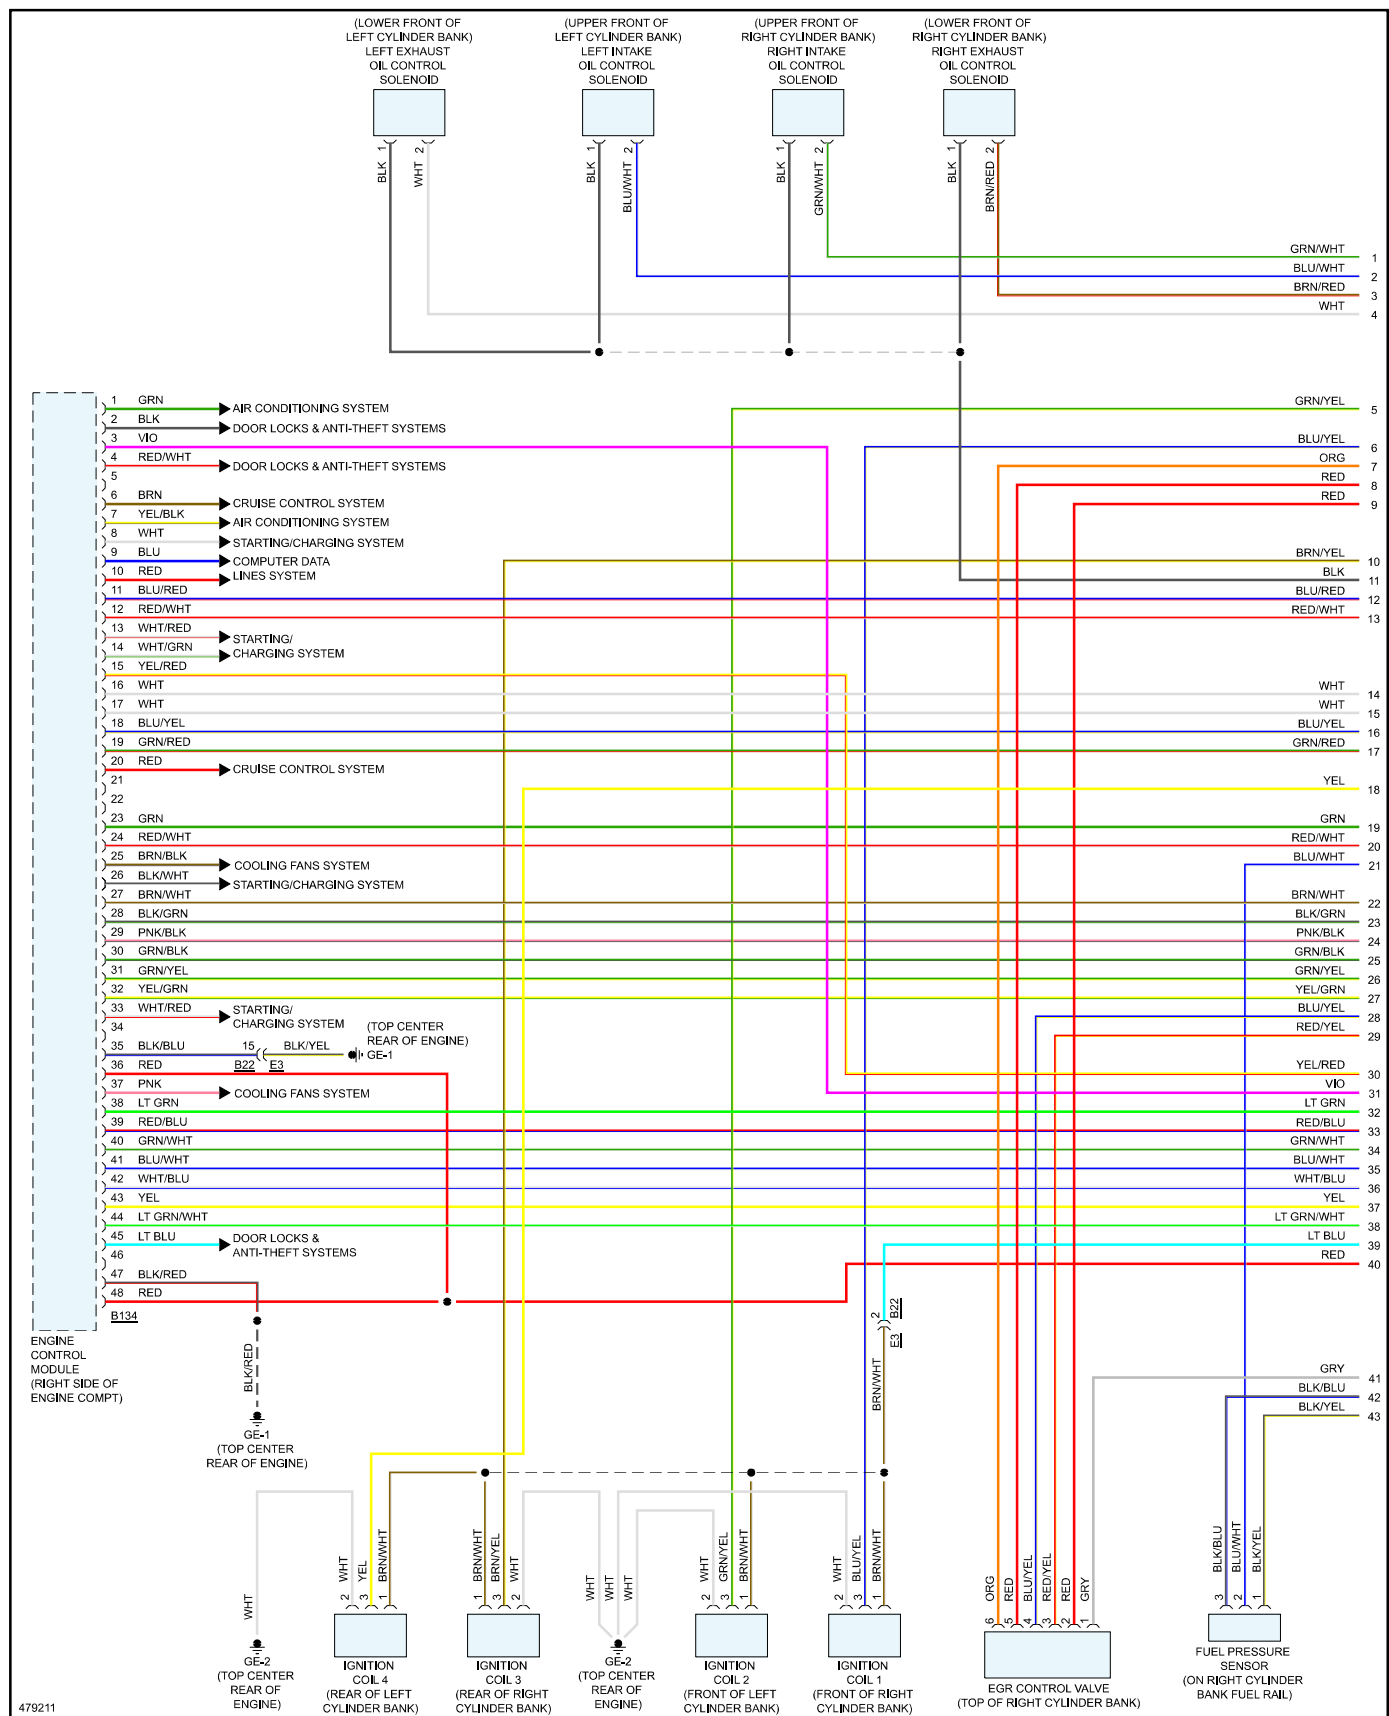 (LOWER FRONT OF
LEFT CYLINDER BANK)
LEFT EXHAUST
OIL CONTROL
SOLENOID
(UPPER FRONT OF
LEFT CYLINDER BANK)
LEFT INTAKE
OIL CONTROL
SOLENOID
(UPPER FRONT OF
RIGHT CYLINDER BANK)
RIGHT INTAKE
OIL CONTROL
SOLENOID
(LOWER FRONT OF
RIGHT CYLINDER BANK)
RIGHT EXHAUST
OIL CONTROL
SOLENOID
BLK 1
WHT 2
BLK 1
BLU/WHT 2
BLK 1
GRN/WHT 2
BLK 1
BRN/RED 2
GRN/WHT 1
BLU/WHT 2
BRN/RED 3
WHT 4
1 GRN AIR CONDITIONING SYSTEM
2 BLK DOOR LOCKS & ANTI-THEFT SYSTEMS
3 VIO
4 RED/WHT DOOR LOCKS & ANTI-THEFT SYSTEMS
5
6 BRN CRUISE CONTROL SYSTEM
7 YEL/BLK AIR CONDITIONING SYSTEM
8 WHT STARTING/CHARGING SYSTEM
9 BLU COMPUTER DATA
10 RED LINES SYSTEM
11 BLU/RED
12 RED/WHT
13 WHT/RED STARTING/
14 WHT/GRN CHARGING SYSTEM
15 YEL/RED
16 WHT
17 WHT
18 BLU/YEL
19 GRN/RED
20 RED CRUISE CONTROL SYSTEM
21
22
23 GRN
24 RED/WHT
25 BRN/BLK COOLING FANS SYSTEM
26 BLK/WHT STARTING/CHARGING SYSTEM
27 BRN/WHT
28 BLK/GRN
29 PNK/BLK
30 GRN/BLK
31 GRN/YEL
32 YEL/GRN
33 WHT/RED STARTING/
CHARGING SYSTEM
34
35 BLK/BLU 15 BLK/YEL
B22 E3
(TOP CENTER
REAR OF ENGINE)
GE-1
36 RED
37 PNK COOLING FANS SYSTEM
38 LT GRN
39 RED/BLU
40 GRN/WHT
41 BLU/WHT
42 WHT/BLU
43 YEL
44 LT GRN/WHT
45 LT BLU DOOR LOCKS &
ANTI-THEFT SYSTEMS
46
47 BLK/RED
48 RED
B134
ENGINE
CONTROL
MODULE
(RIGHT SIDE OF
ENGINE COMPT)
BLK/RED
GE-1
(TOP CENTER
REAR OF ENGINE)
GRN/YEL 5
BLU/YEL 6
ORG 7
RED 8
RED 9
BRN/YEL 10
BLK 11
BLU/RED 12
RED/WHT 13
WHT 14
WHT 15
BLU/YEL 16
GRN/RED 17
YEL 18
GRN 19
RED/WHT 20
BLU/WHT 21
BRN/WHT 22
BLK/GRN 23
PNK/BLK 24
GRN/BLK 25
GRN/YEL 26
YEL/GRN 27
BLU/YEL 28
RED/YEL 29
YEL/RED 30
VIO 31
LT GRN 32
RED/BLU 33
GRN/WHT 34
BLU/WHT 35
WHT/BLU 36
YEL 37
LT GRN/WHT 38
LT BLU 39
RED 40
2 B22
E3
BRN/WHT
GRY 41
BLK/BLU 42
BLK/YEL 43
WHT
GE-2
(TOP CENTER
REAR OF
ENGINE)
2 WHT
3 YEL
1 BRN/WHT
IGNITION
COIL 4
(REAR OF LEFT
CYLINDER BANK)
1 BRN/WHT
3 BRN/YEL
2 WHT
IGNITION
COIL 3
(REAR OF RIGHT
CYLINDER BANK)
WHT
WHT
WHT
GE-2
(TOP CENTER
REAR OF
ENGINE)
2 WHT
3 GRN/YEL
1 BRN/WHT
IGNITION
COIL 2
(FRONT OF LEFT
CYLINDER BANK)
2 WHT
3 BLU/YEL
1 BRN/WHT
IGNITION
COIL 1
(FRONT OF RIGHT
CYLINDER BANK)
6 ORG
5 RED
4 BLU/YEL
3 RED/YEL
2 RED
1 GRY
EGR CONTROL VALVE
(TOP OF RIGHT CYLINDER BANK)
3 BLK/BLU
2 BLU/WHT
1 BLK/YEL
FUEL PRESSURE
SENSOR
(ON RIGHT CYLINDER
BANK FUEL RAIL)
479211